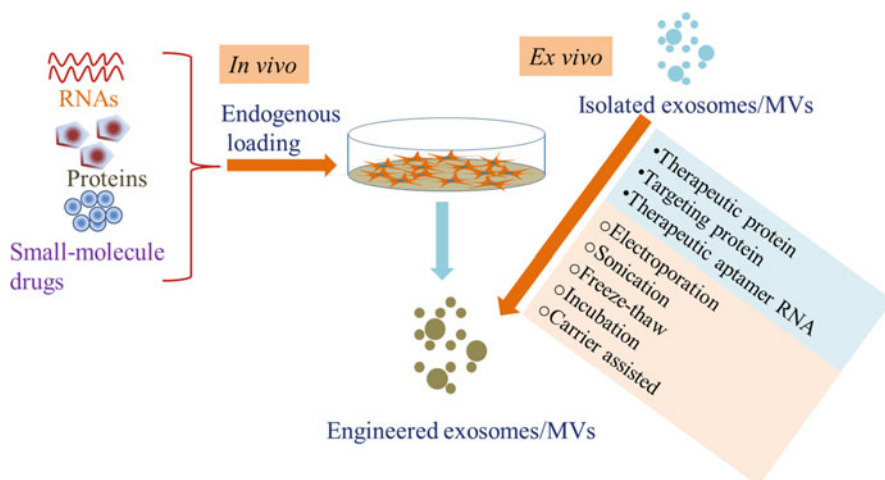 In vivo
Ex vivo
RNAs
Proteins
Small-molecule
drugs
Endogenous
loading
Isolated exosomes/MVs
•Therapeutic protein
•Targeting protein
•Therapeutic aptamer RNA
○Electroporation
○Sonication
○Freeze-thaw
○Incubation
○Carrier assisted
Engineered exosomes/MVs